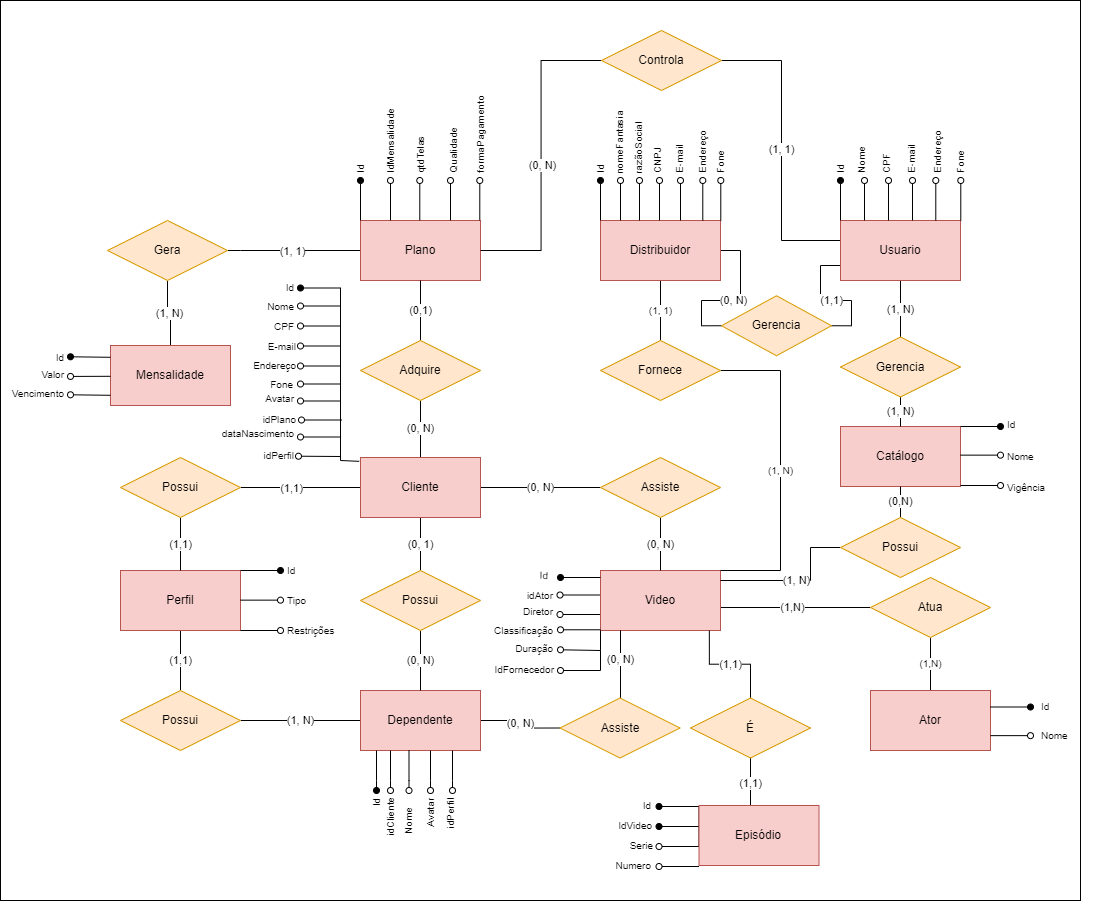 Controla
(0, N)
(1, 1)
Id
IdMensalidade
qtdTelas
Qualidade
formaPagamento
Id
nomeFantasia
razãoSocial
CNPJ
E-mail
Endereço
Fone
Id
Nome
CPF
E-mail
Endereço
Fone
Gera
(1, 1)
Plano
Distribuidor
Usuario
(1, N)
(0,1)
(1, 1)
(0, N)
(1,1)
(1, N)
Gerencia
Id
Nome
CPF
E-mail
Endereço
Fone
Avatar
idPlano
dataNascimento
idPerfil
Id
Valor
Vencimento
Mensalidade
Adquire
Fornece
Gerencia
(0, N)
(1, N)
(1, N)
Catálogo
Id
Nome
Vigência
Possui
(1,1)
Cliente
(0, N)
Assiste
(0,N)
(1,1)
(0, 1)
(0, N)
Possui
(1, N)
Perfil
Id
Tipo
Restrições
Possui
Id
idAtor
Diretor
Classificação
Duração
IdFornecedor
Video
(1,N)
Atua
(1,1)
(0, N)
(0, N)
(1,1)
(1,N)
Possui
(1, N)
Dependente
(0, N)
Assiste
É
Ator
Id
Nome
Id
idCliente
Nome
Avatar
idPerfil
(1,1)
Id
IdVideo
Serie
Numero
Episódio